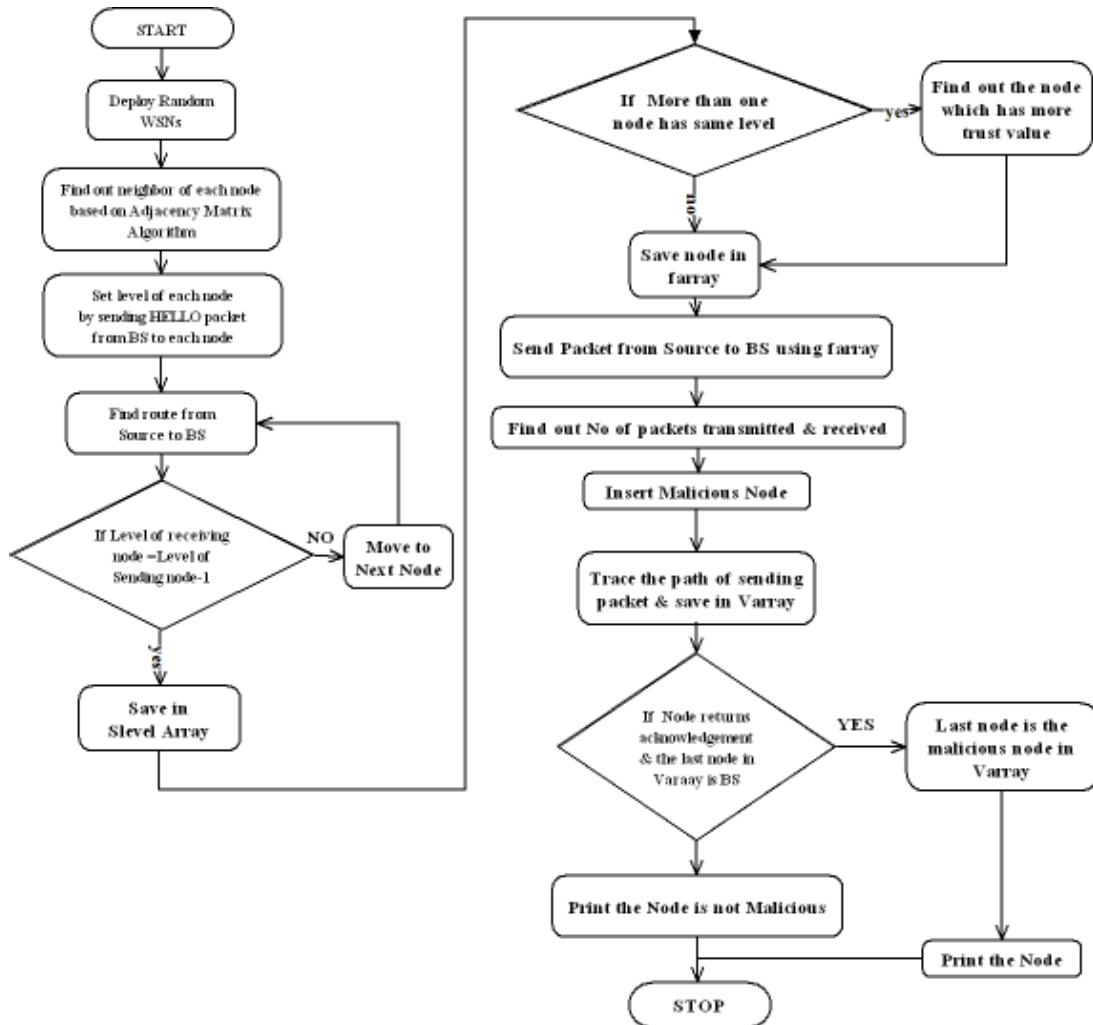 START
Deploy Random
WSNs
Find out neighbor of each node
based on Adjacency Matrix
Algorithm
Set level of each node
by sending HELLO packet
from BS to each node
Find route from
Source to BS
If Level of receiving
node =Level of
Sending node-1
NO
Move to
Next Node
yes
Save in
Slevel Array
If More than one
node has same level
yes
Find out the node
which has more
trust value
no
Save node in
farray
Send Packet from Source to BS using farray
Find out No of packets transmitted & received
Insert Malicious Node
Trace the path of sending
packet & save in Varray
If Node returns
acknowledgement
& the last node in
Varaay is BS
YES
Last node is the
malicious node in
Varray
Print the Node is not Malicious
Print the Node
STOP